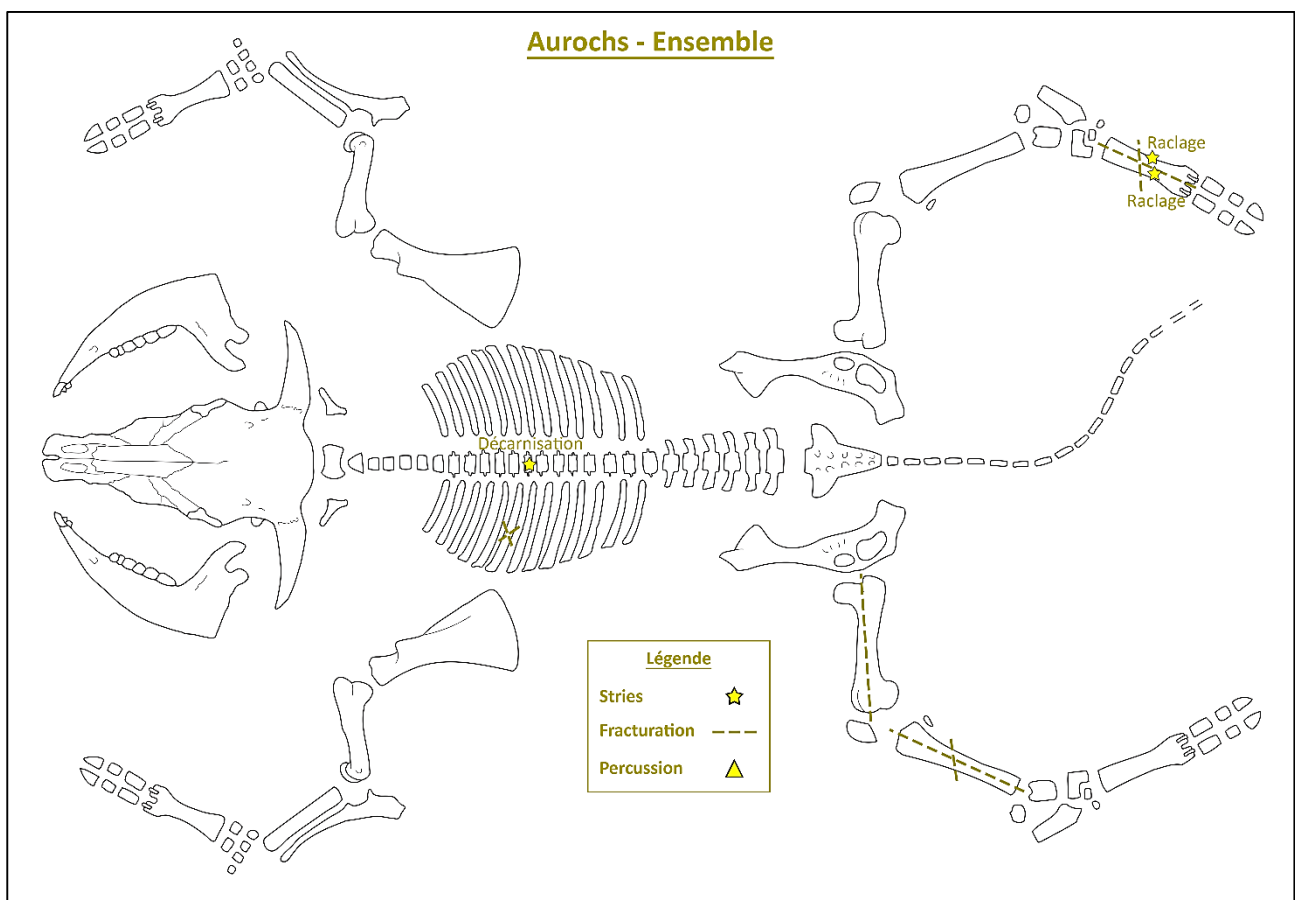 Aurochs - Ensemble
Raclage
Raclage
Décarnisation
Légende
Stries
Fracturation
Percussion